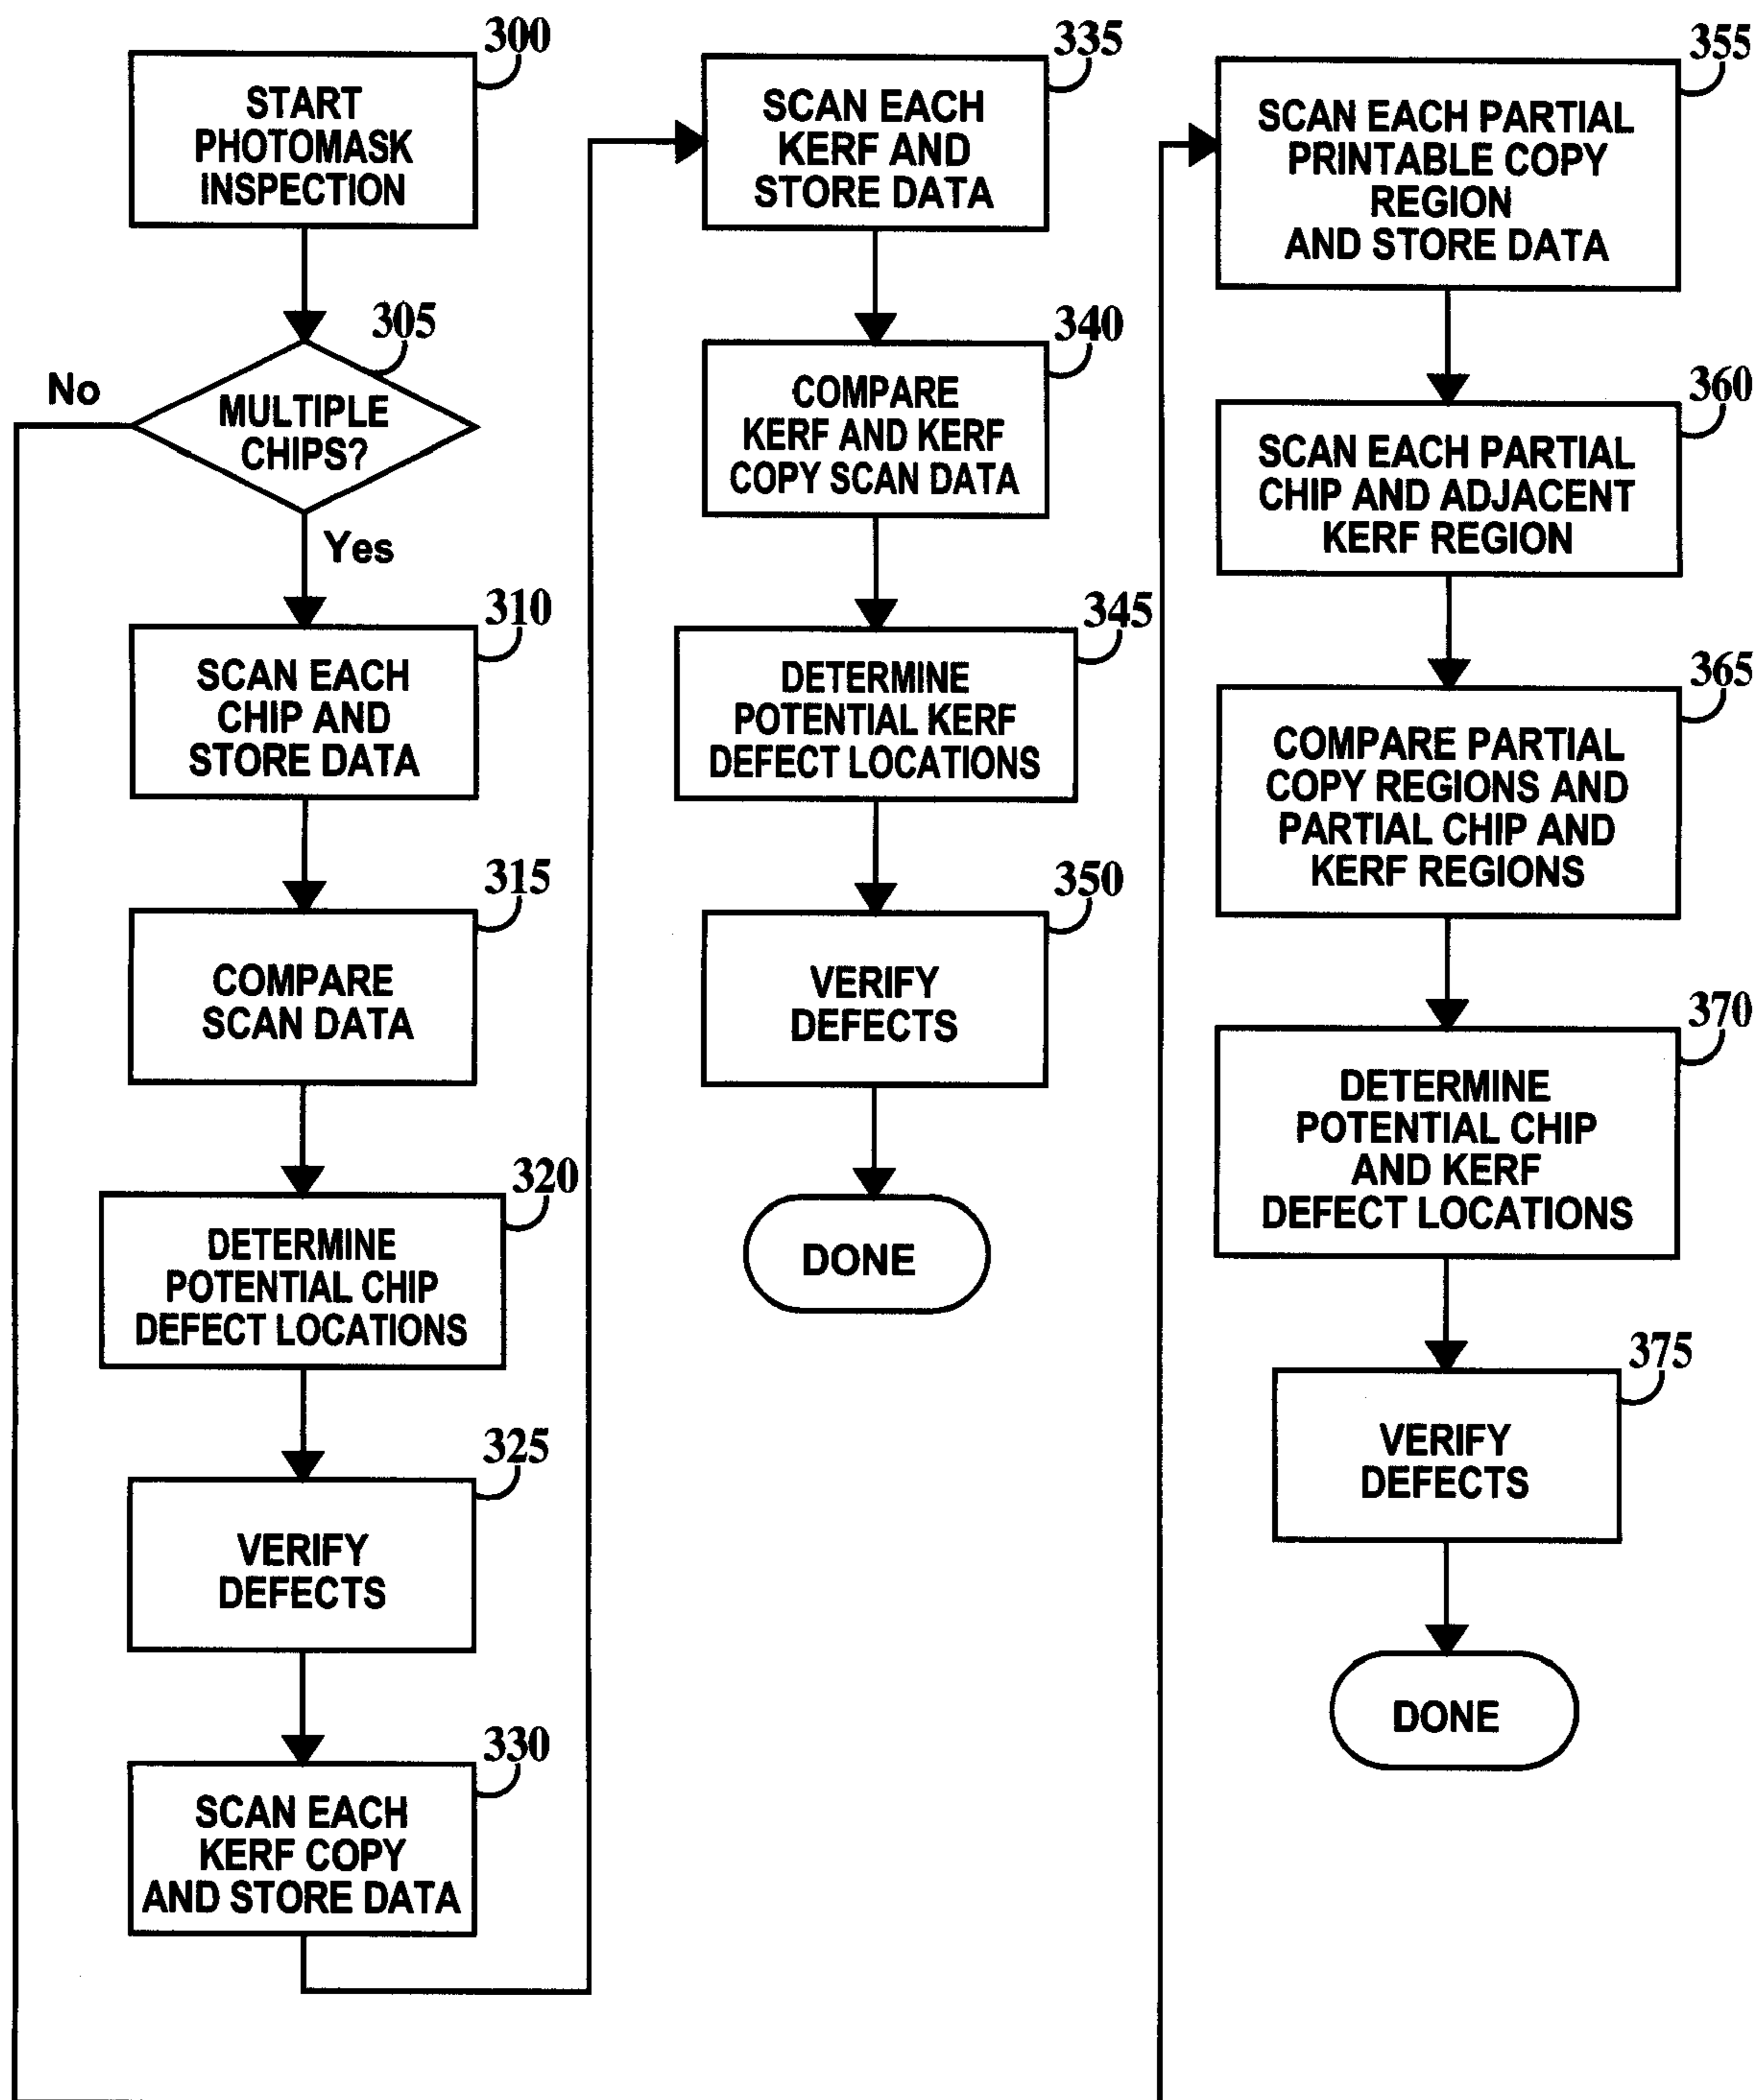 300
START
PHOTOMASK
INSPECTION
305
No
MULTIPLE
CHIPS?
Yes
310
SCAN EACH
CHIP AND
STORE DATA
315
COMPARE
SCAN DATA
320
DETERMINE
POTENTIAL CHIP
DEFECT LOCATIONS
325
VERIFY
DEFECTS
330
SCAN EACH
KERF COPY
AND STORE DATA
335
SCAN EACH
KERF AND
STORE DATA
340
COMPARE
KERF AND KERF
COPY SCAN DATA
345
DETERMINE
POTENTIAL KERF
DEFECT LOCATIONS
350
VERIFY
DEFECTS
DONE
355
SCAN EACH PARTIAL
PRINTABLE COPY
REGION
AND STORE DATA
360
SCAN EACH PARTIAL
CHIP AND ADJACENT
KERF REGION
365
COMPARE PARTIAL
COPY REGIONS AND
PARTIAL CHIP AND
KERF REGIONS
370
DETERMINE
POTENTIAL CHIP
AND KERF
DEFECT LOCATIONS
375
VERIFY
DEFECTS
DONE